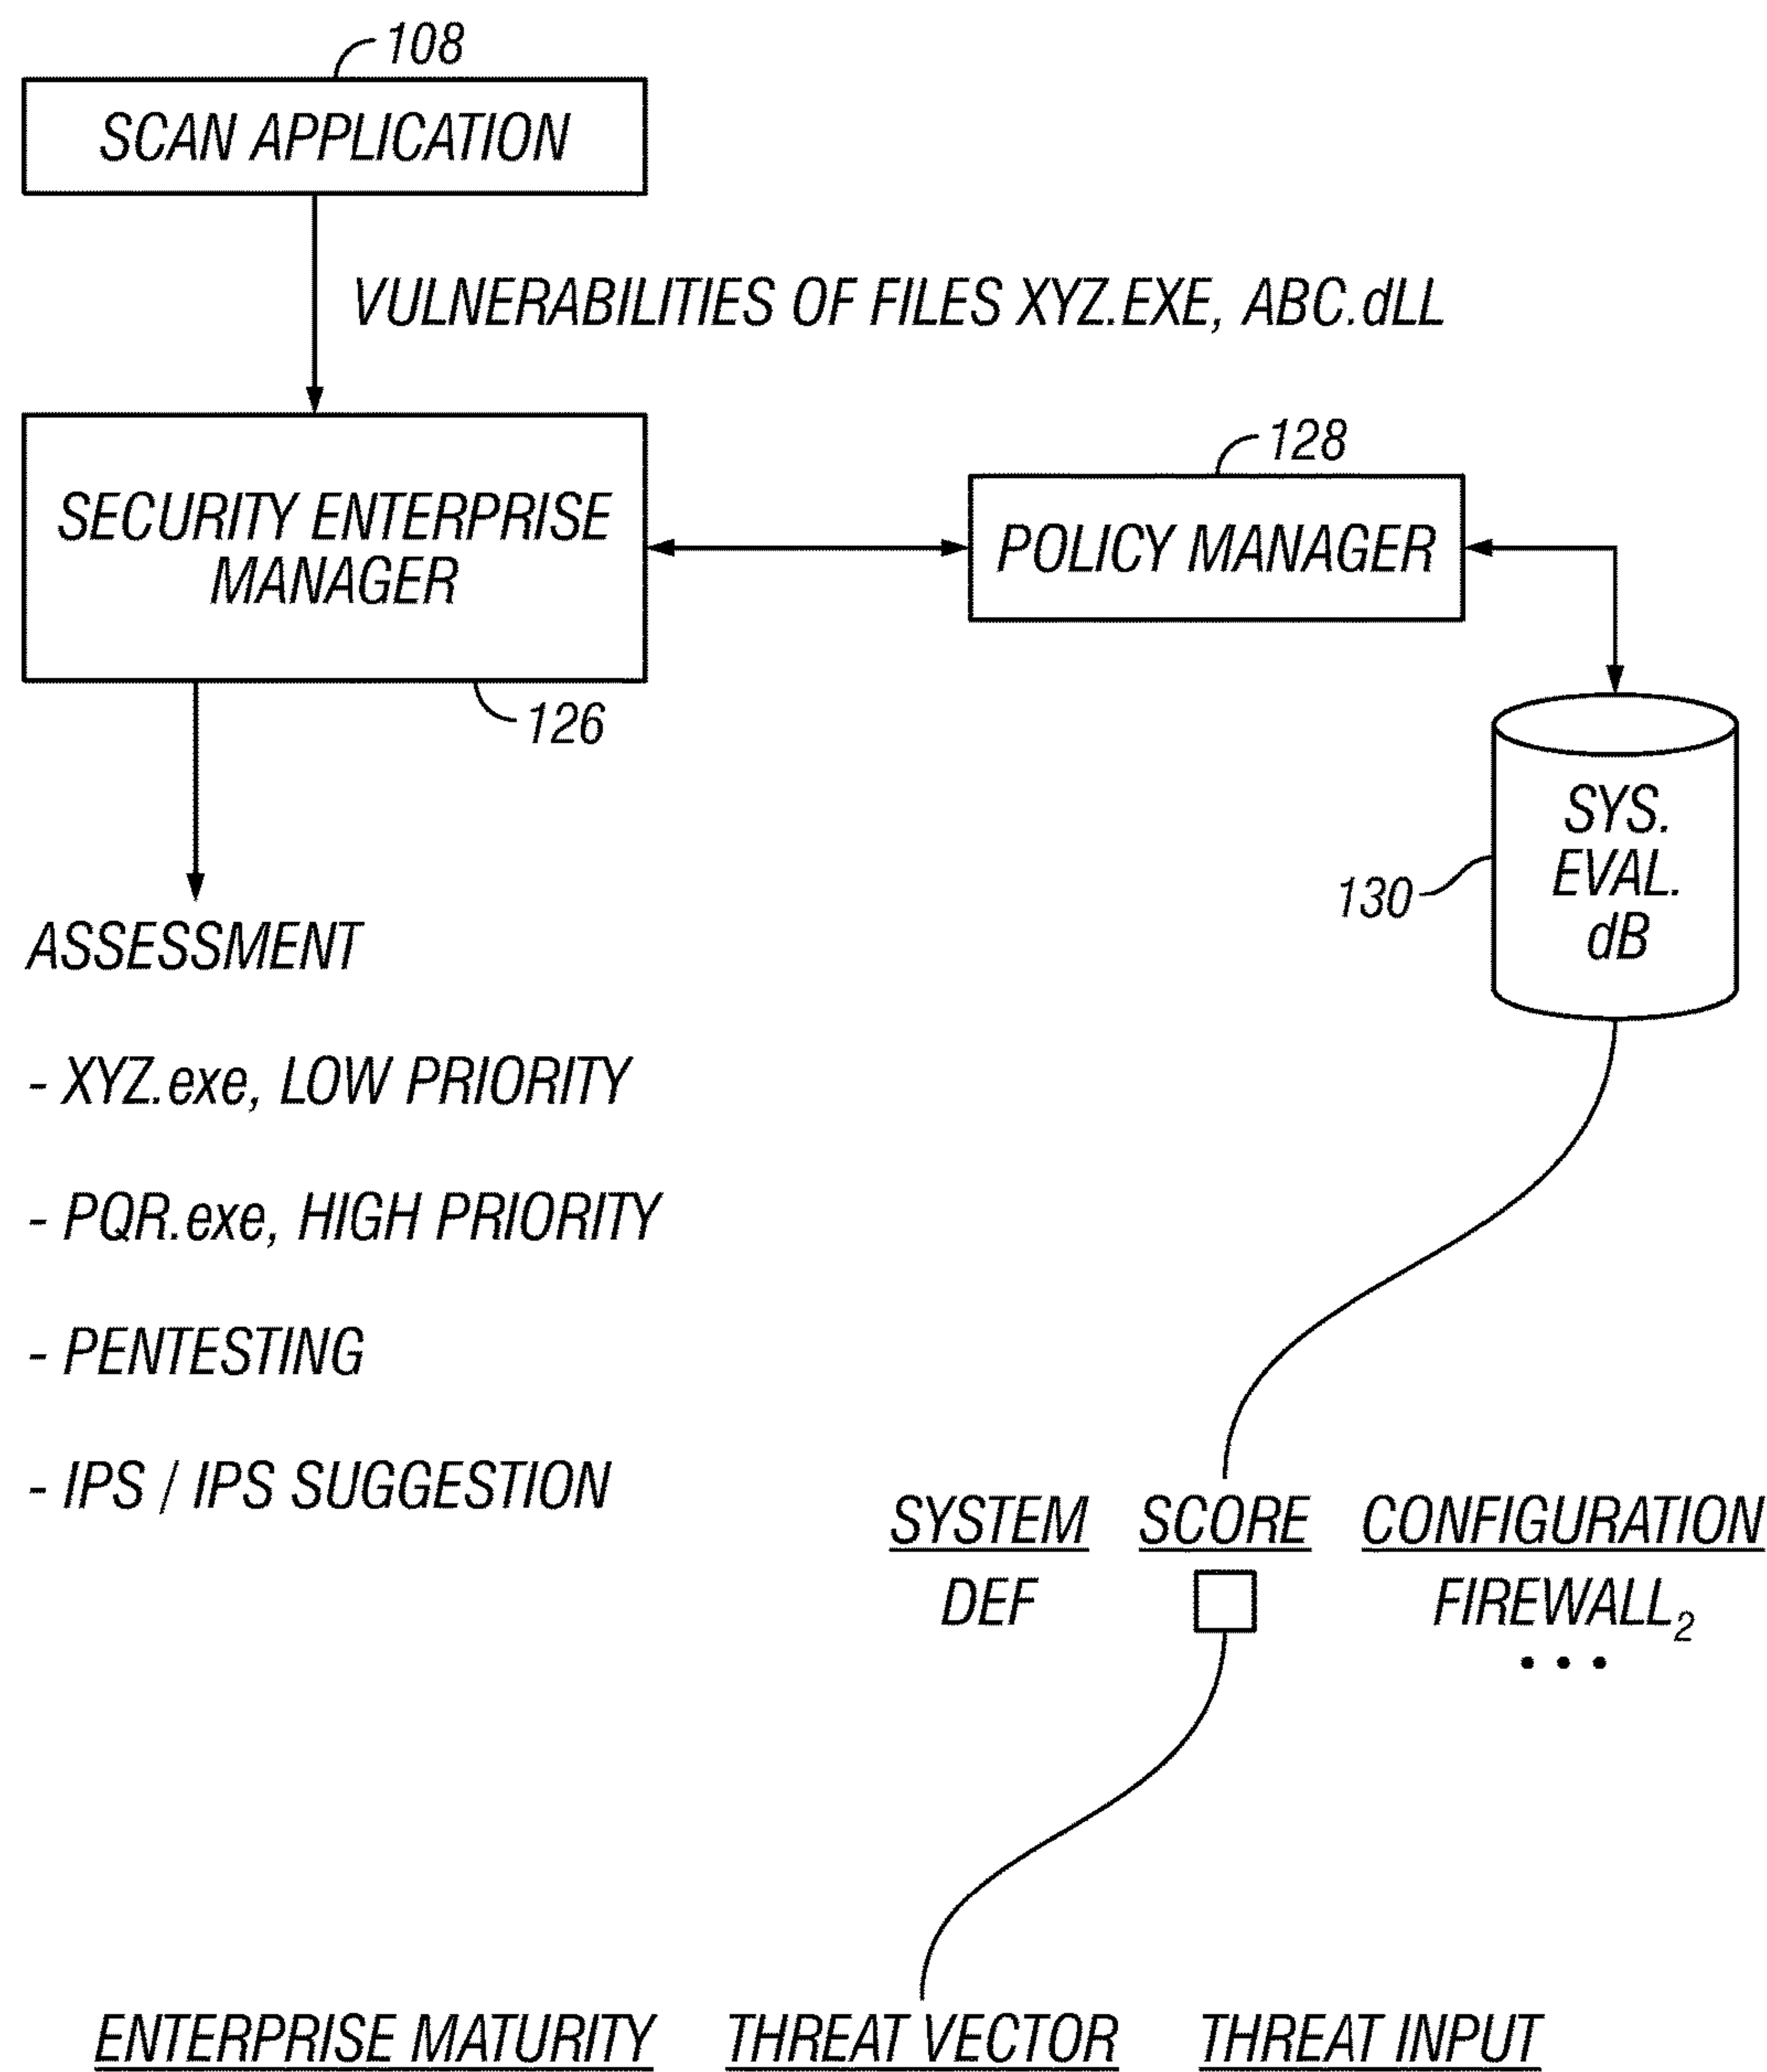 108
SCAN APPLICATION
VULNERABILITIES OF FILES XYZ.EXE, ABC.dLL
SECURITY ENTERPRISE
MANAGER
126
128
POLICY MANAGER
130
SYS.
EVAL.
dB
ASSESSMENT
- XYZ.exe, LOW PRIORITY
- PQR.exe, HIGH PRIORITY
- PENTESTING
- IPS / IPS SUGGESTION
SYSTEM SCORE CONFIGURATION
DEF FIREWALL₂
• • •
ENTERPRISE MATURITY THREAT VECTOR THREAT INPUT